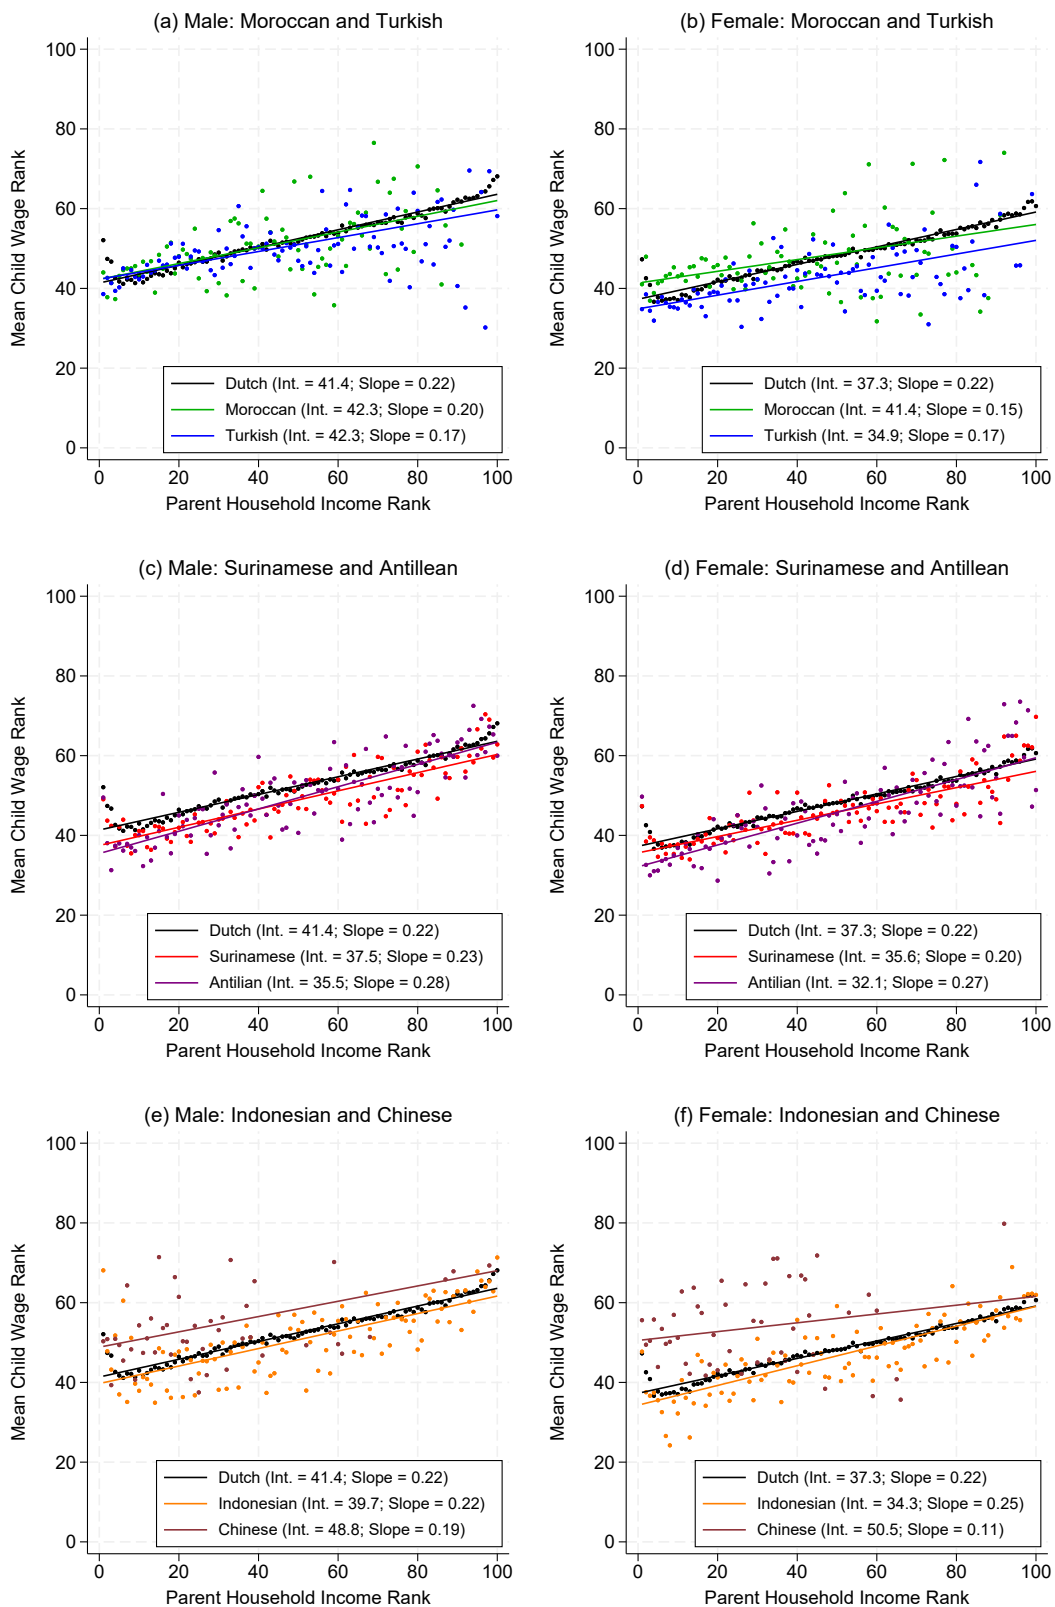 (a) Male: Moroccan and Turkish
Mean Child Wage Rank
100
80
60
40
20
0
Dutch (Int. = 41.4; Slope = 0.22)
Moroccan (Int. = 42.3; Slope = 0.20)
Turkish (Int. = 42.3; Slope = 0.17)
0 20 40 60 80 100
Parent Household Income Rank
(b) Female: Moroccan and Turkish
Mean Child Wage Rank
100
80
60
40
20
0
Dutch (Int. = 37.3; Slope = 0.22)
Moroccan (Int. = 41.4; Slope = 0.15)
Turkish (Int. = 34.9; Slope = 0.17)
0 20 40 60 80 100
Parent Household Income Rank
(c) Male: Surinamese and Antillean
Mean Child Wage Rank
100
80
60
40
20
0
Dutch (Int. = 41.4; Slope = 0.22)
Surinamese (Int. = 37.5; Slope = 0.23)
Antilian (Int. = 35.5; Slope = 0.28)
0 20 40 60 80 100
Parent Household Income Rank
(d) Female: Surinamese and Antillean
Mean Child Wage Rank
100
80
60
40
20
0
Dutch (Int. = 37.3; Slope = 0.22)
Surinamese (Int. = 35.6; Slope = 0.20)
Antilian (Int. = 32.1; Slope = 0.27)
0 20 40 60 80 100
Parent Household Income Rank
(e) Male: Indonesian and Chinese
Mean Child Wage Rank
100
80
60
40
20
0
Dutch (Int. = 41.4; Slope = 0.22)
Indonesian (Int. = 39.7; Slope = 0.22)
Chinese (Int. = 48.8; Slope = 0.19)
0 20 40 60 80 100
Parent Household Income Rank
(f) Female: Indonesian and Chinese
Mean Child Wage Rank
100
80
60
40
20
0
Dutch (Int. = 37.3; Slope = 0.22)
Indonesian (Int. = 34.3; Slope = 0.25)
Chinese (Int. = 50.5; Slope = 0.11)
0 20 40 60 80 100
Parent Household Income Rank